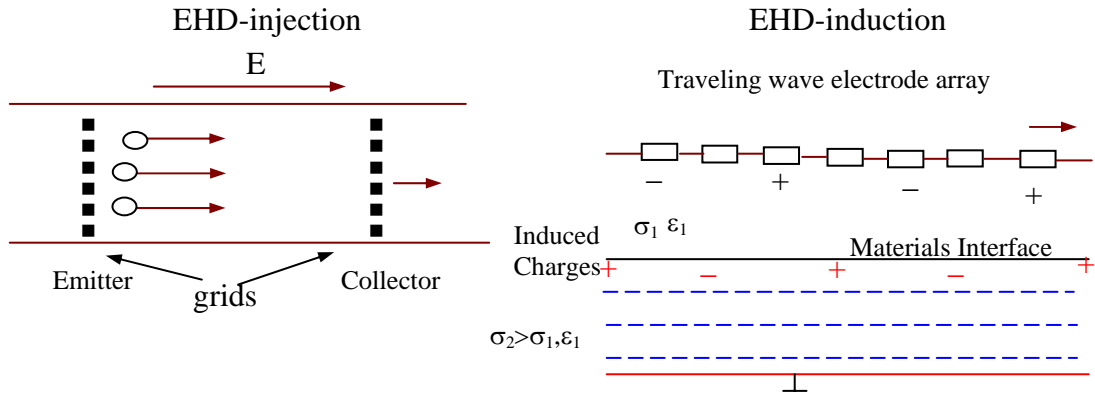 EHD-injection
E
Emitter
grids
Collector
EHD-induction
Traveling wave electrode array
− + − +
σ₁ ε₁
Induced
Charges
Materials Interface
+ − + − +
σ₂>σ₁,ε₁